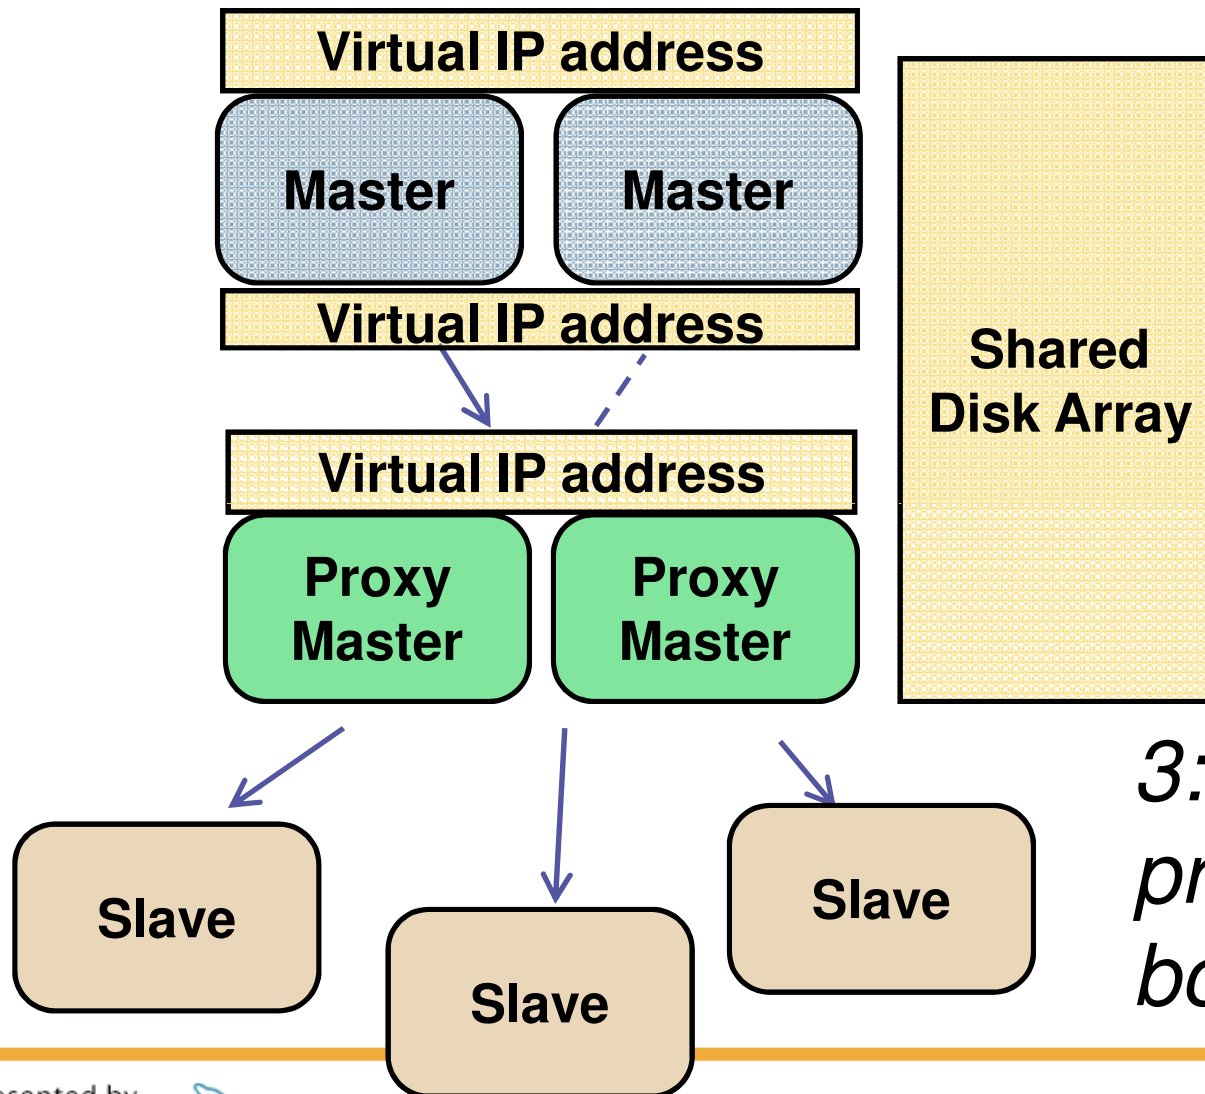 Virtual IP address
Master
Master
Virtual IP address
Shared
Disk Array
Virtual IP address
Proxy
Master
Proxy
Master
Slave
Slave
Slave
3: